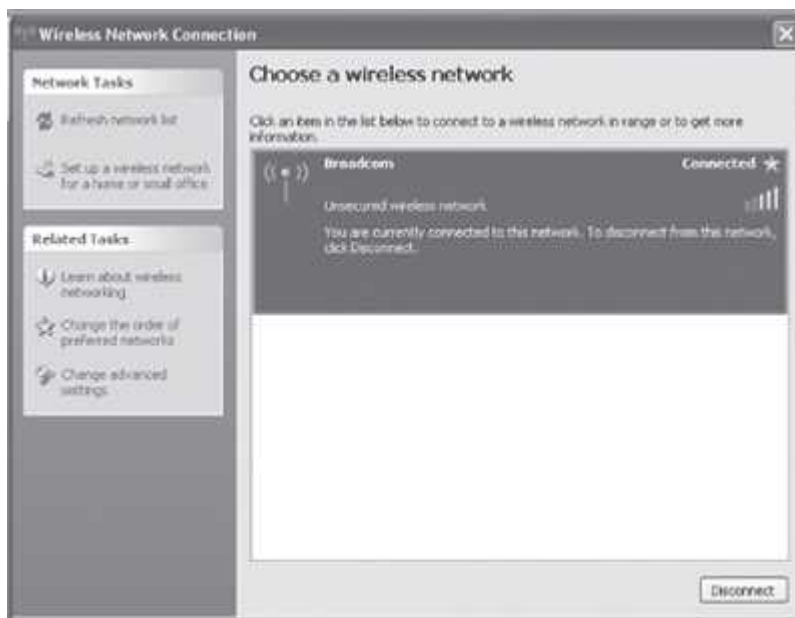 Wireless Network Connection
Network Tasks
Refresh network list
Set up a wireless network
for a home or small office
Related Tasks
Learn about wireless
networking
Change the order of
preferred networks
Change advanced
settings
Choose a wireless network
Click an item in the list below to connect to a wireless network in range or to get more
information.
Broadcom
Connected
Unsecured wireless network
You are currently connected to this network. To disconnect from this network,
click Disconnect.
Disconnect